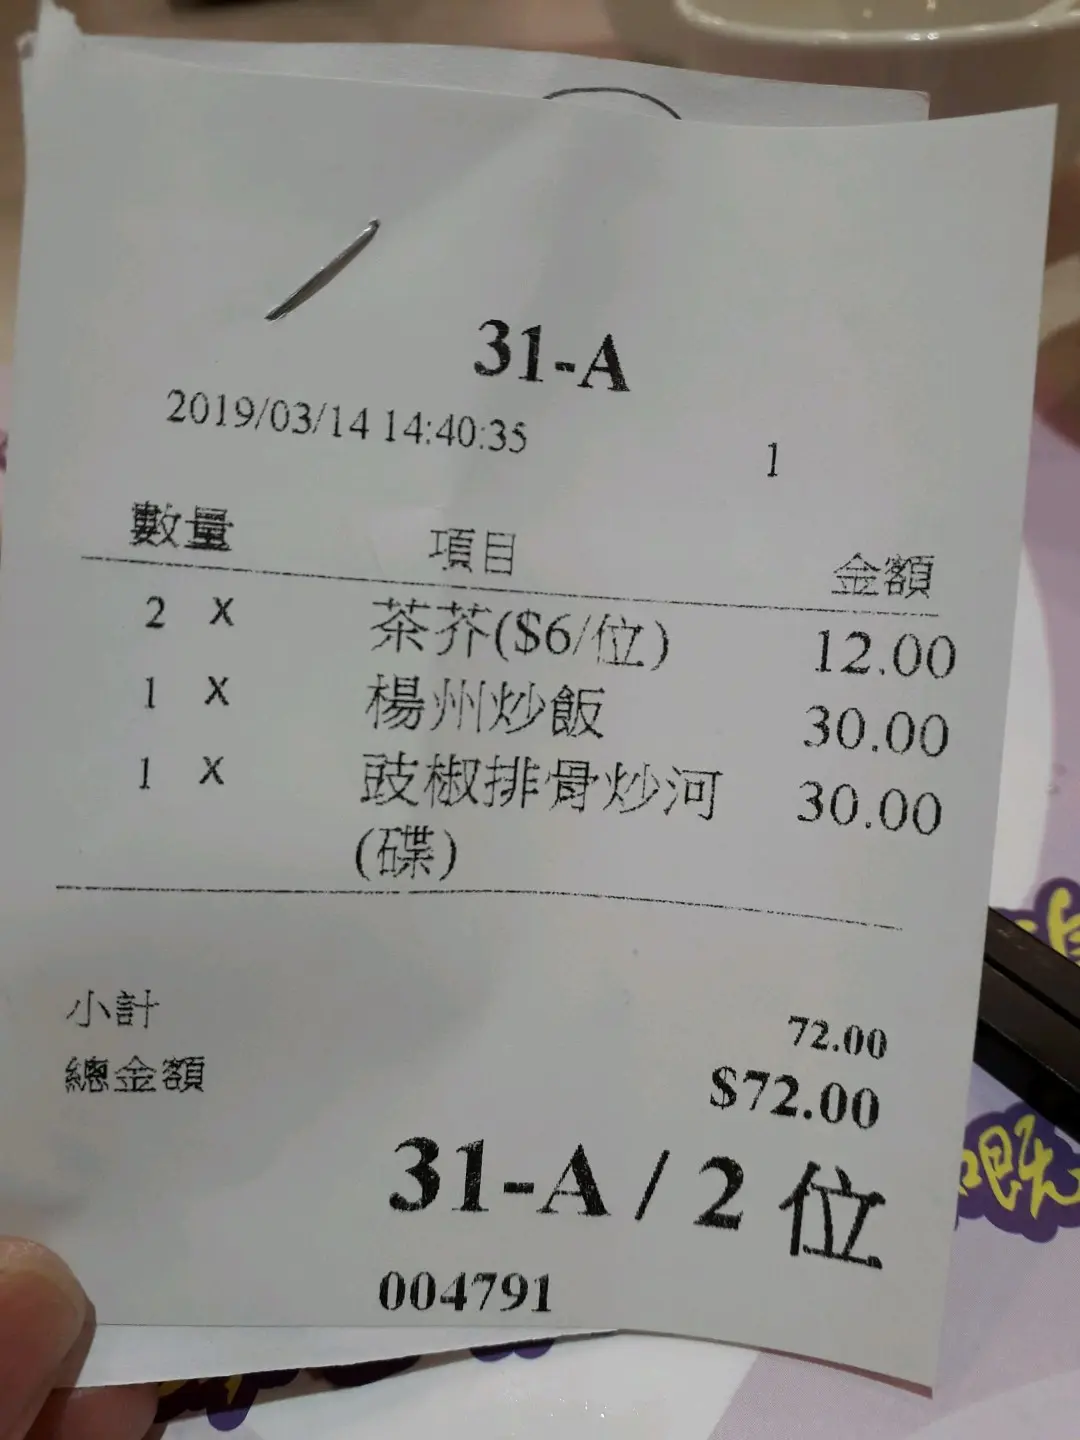 31-A
2019/03/14 14:40:35 1
數量 項目 金額
2 X 茶芥($6/位) 12.00
1 X 楊州炒飯 30.00
1 X 豉椒排骨炒河 30.00
(碟)
小計 72.00
總金額 $72.00
31-A / 2 位
004791